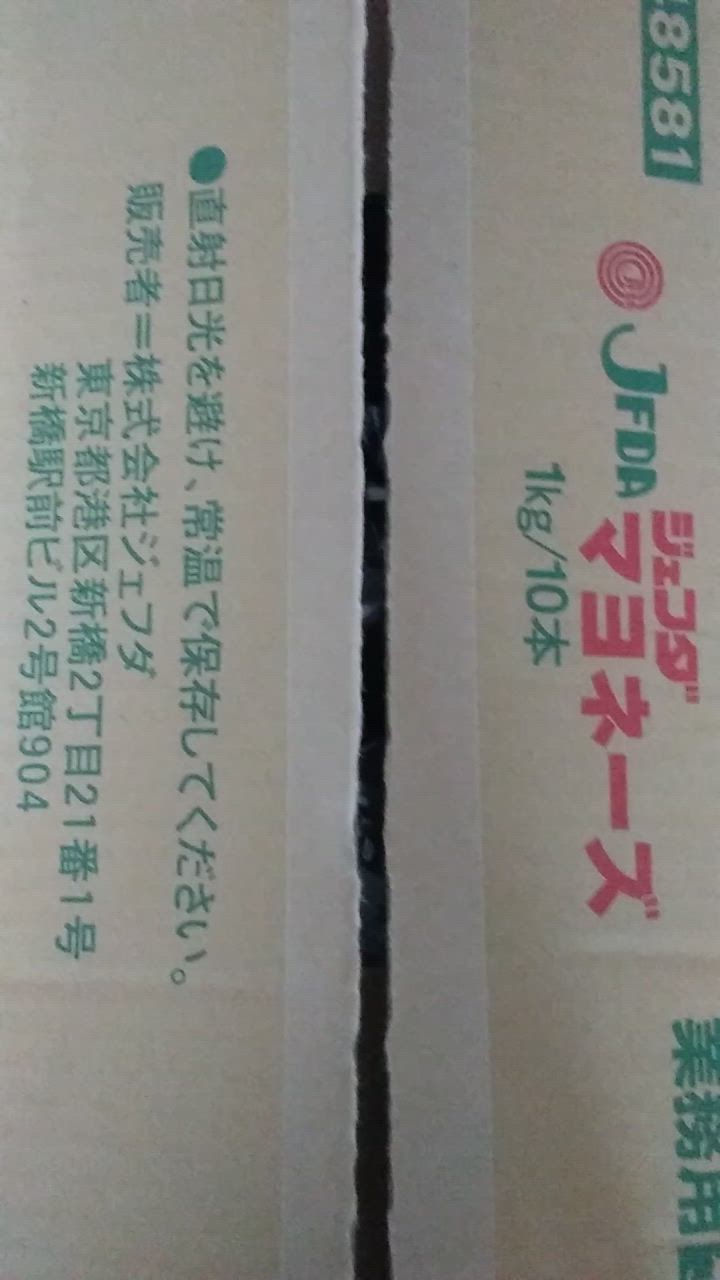 8581
JFDA
ジェフダ
マヨネーズ
1kg/10本
業務用
●直射日光を避け、常温で保存してください。
販売者=株式会社ジェフダ
東京都港区新橋2丁目21番1号
新橋駅前ビル2号館904